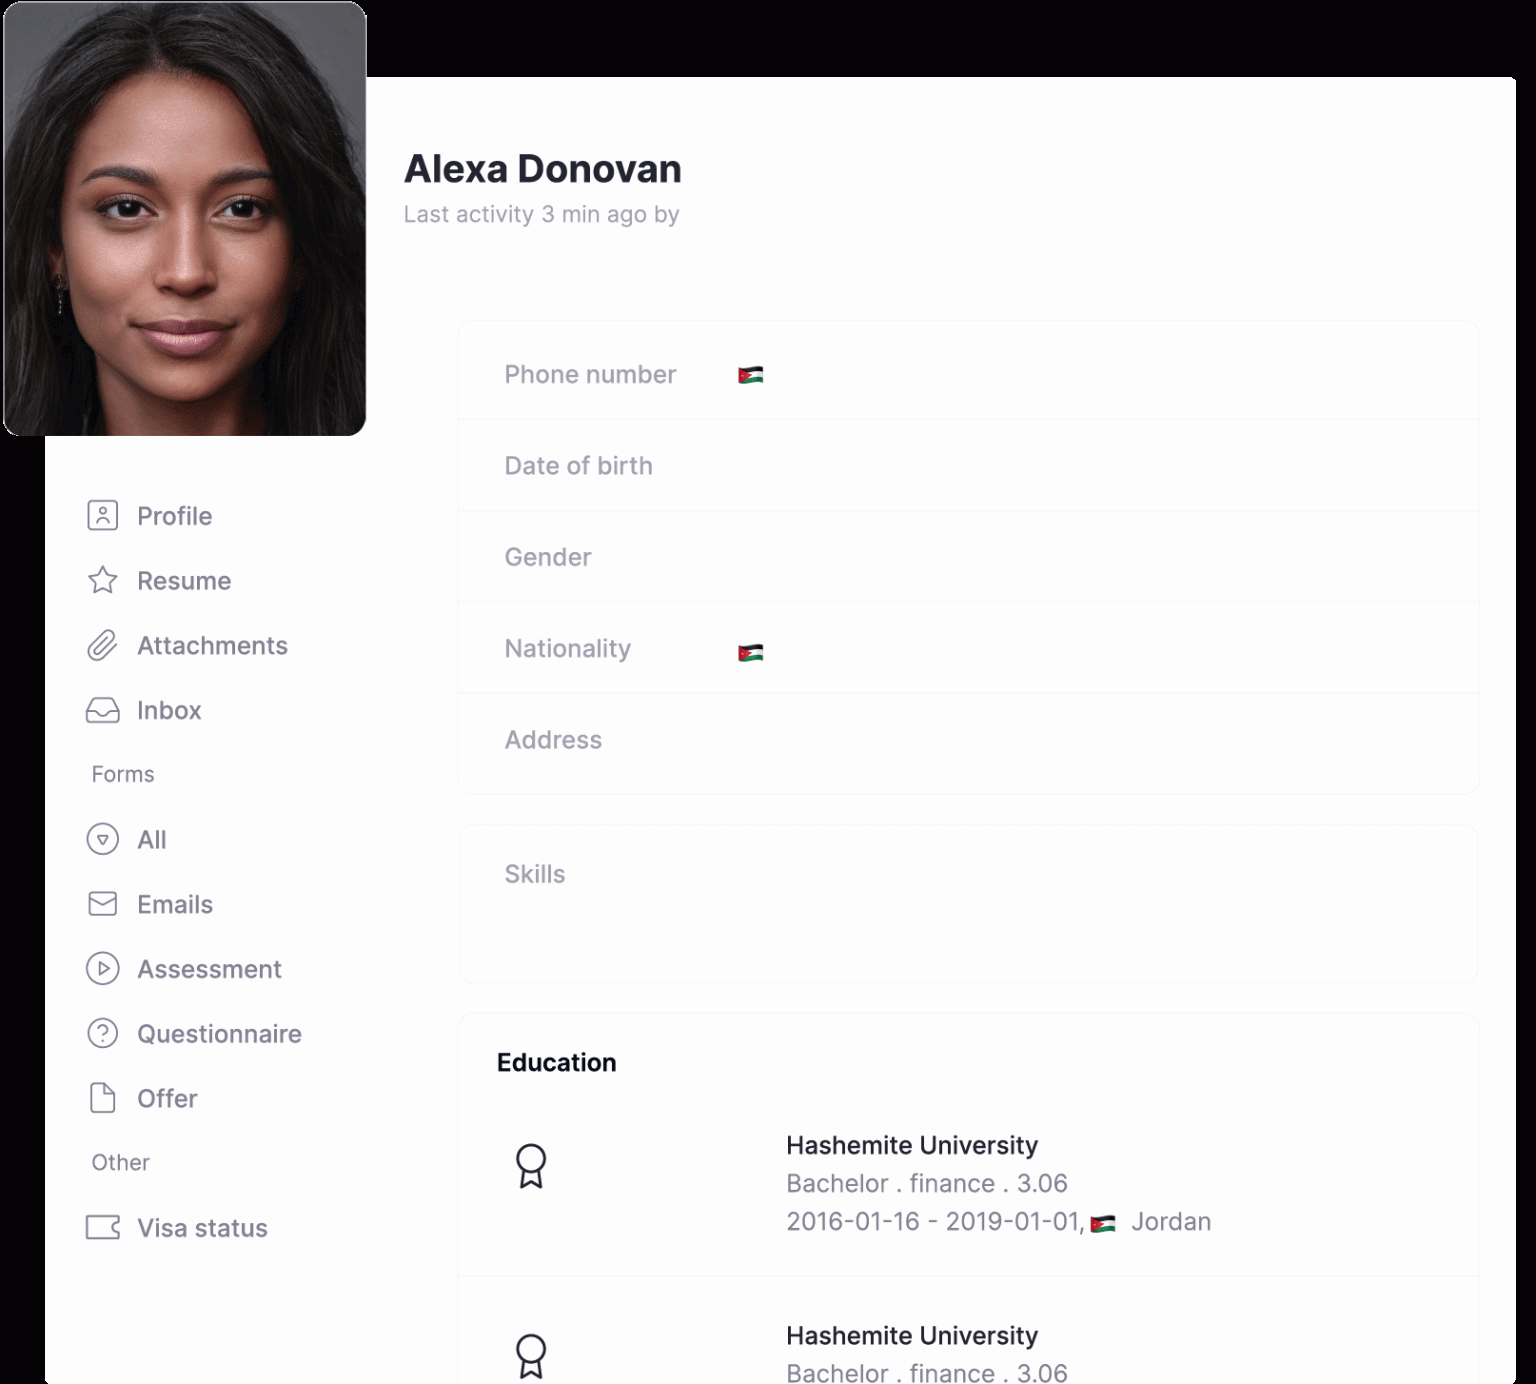 Alexa Donovan
Last activity 3 min ago by
Profile
Resume
Attachments
Inbox
Forms
All
Emails
Assessment
Questionnaire
Offer
Other
Visa status
Phone number
Date of birth
Gender
Nationality
Address
Skills
Education
Hashemite University
Bachelor . finance . 3.06
2016-01-16 - 2019-01-01, Jordan
Hashemite University
Bachelor . finance . 3.06